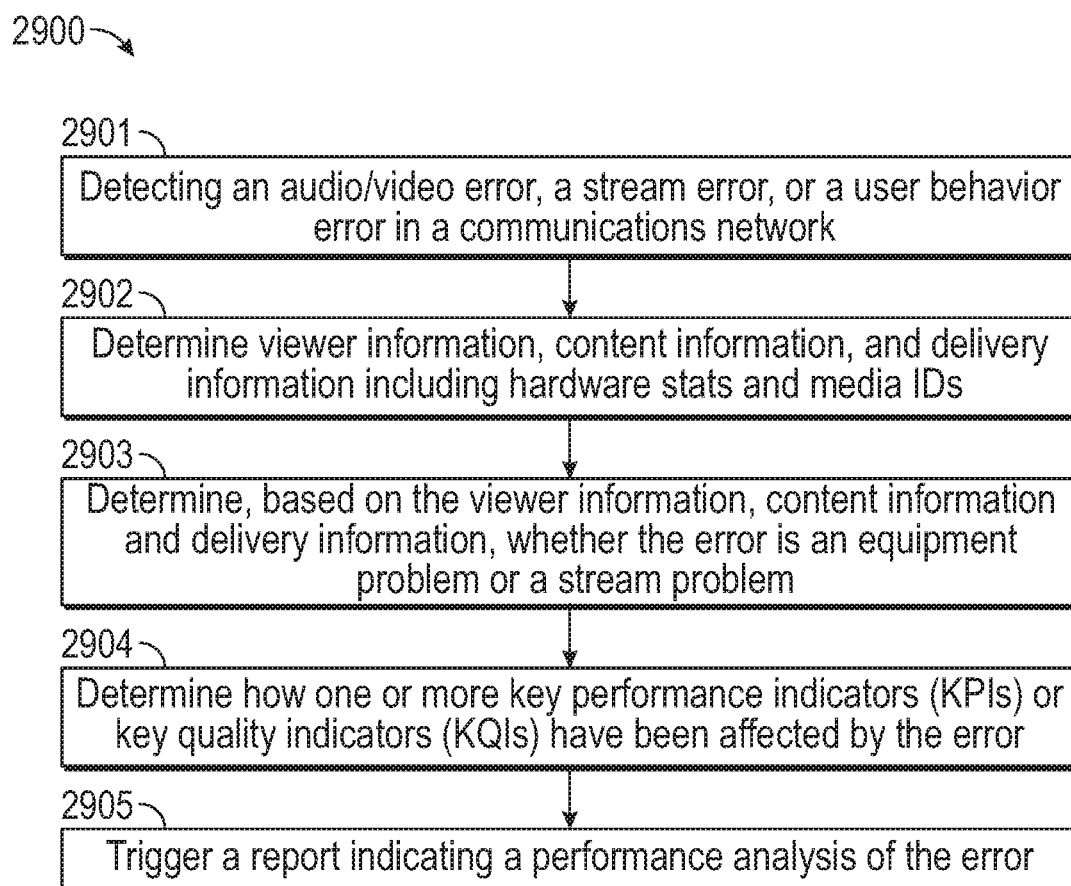 2900
2901
Detecting an audio/video error, a stream error, or a user behavior
error in a communications network
2902
Determine viewer information, content information, and delivery
information including hardware stats and media IDs
2903
Determine, based on the viewer information, content information
and delivery information, whether the error is an equipment
problem or a stream problem
2904
Determine how one or more key performance indicators (KPIs) or
key quality indicators (KQIs) have been affected by the error
2905
Trigger a report indicating a performance analysis of the error